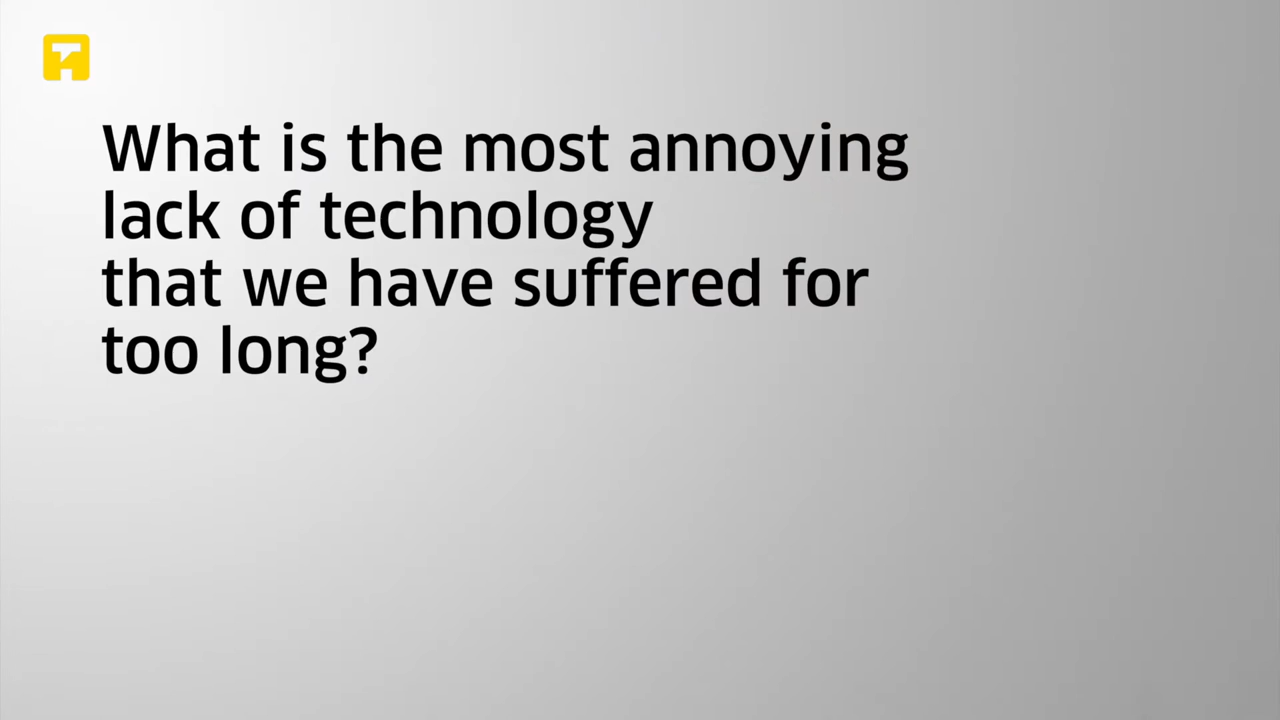 What is the most annoying
lack of technology
that we have suffered for
too long?